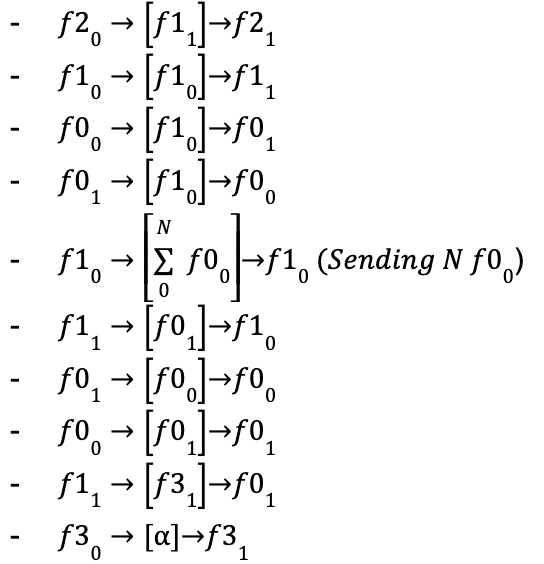 - f2₀ → [f1₁]→f2₁
- f1₀ → [f1₀]→f1₁
- f0₀ → [f1₀]→f0₁
- f0₁ → [f1₀]→f0₀
- f1₀ → [∑₀ᴺ f0₀]→f1₀ (Sending N f0₀)
- f1₁ → [f0₁]→f1₀
- f0₁ → [f0₀]→f0₀
- f0₀ → [f0₁]→f0₁
- f1₁ → [f3₁]→f0₁
- f3₀ → [α]→f3₁